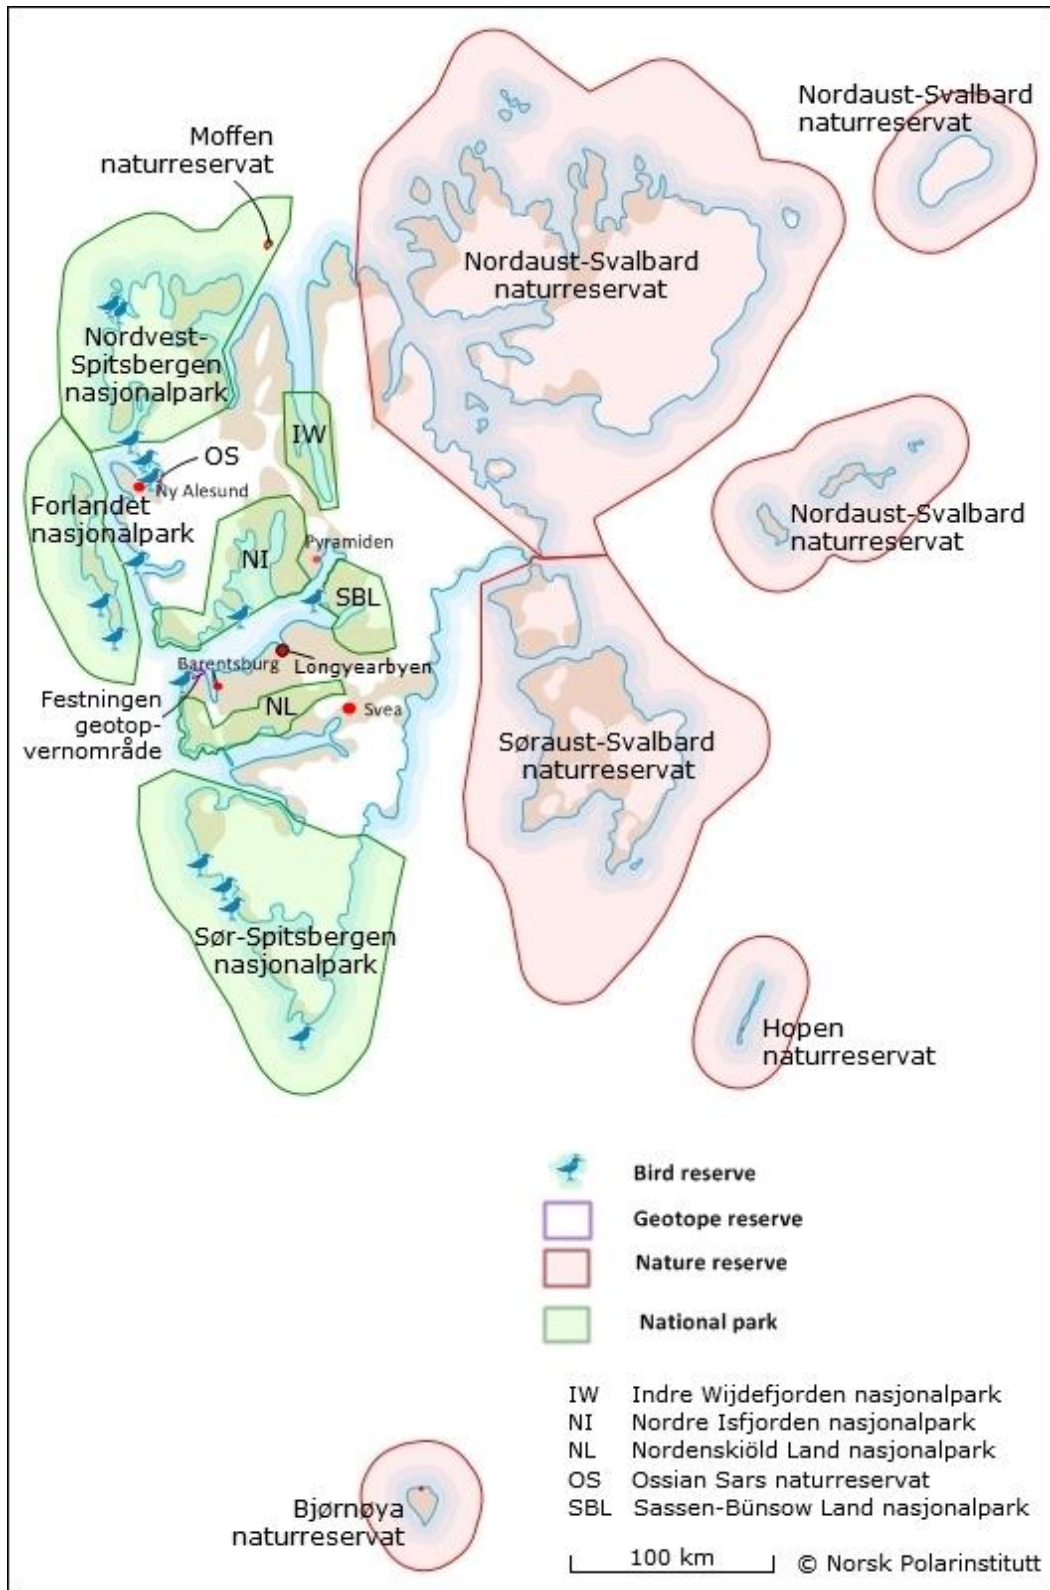 Nordaust-Svalbard
naturreservat
Moffen
naturreservat
Nordaust-Svalbard
naturreservat
Nordvest-
Spitsbergen
nasjonalpark
IW
OS
Ny Alesund
Forlandet
nasjonalpark
Nordaust-Svalbard
naturreservat
NI
Pyramiden
SBL
Barentsburg
Longyearbyen
Festningen
geotop-
vernområde
NL
Svea
Søraust-Svalbard
naturreservat
Sør-Spitsbergen
nasjonalpark
Hopen
naturreservat
Bird reserve
Geotope reserve
Nature reserve
National park
IW Indre Wijdefjorden nasjonalpark
NI Nordre Isfjorden nasjonalpark
NL Nordenskiöld Land nasjonalpark
OS Ossian Sars naturreservat
SBL Sassen-Bünsow Land nasjonalpark
Bjørnøya
naturreservat
100 km
© Norsk Polarinstitutt